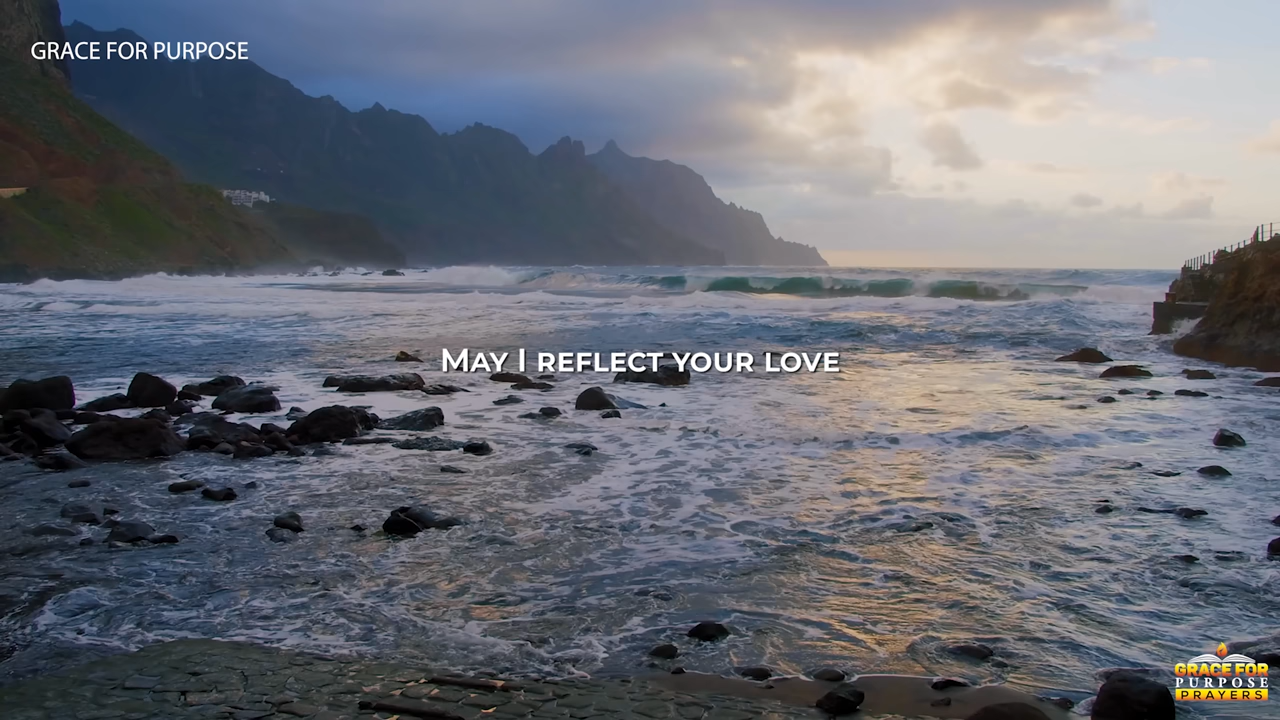 GRACE FOR PURPOSE
MAY I REFLECT YOUR LOVE
GRACE FOR
PURPOSE
PRAYERS